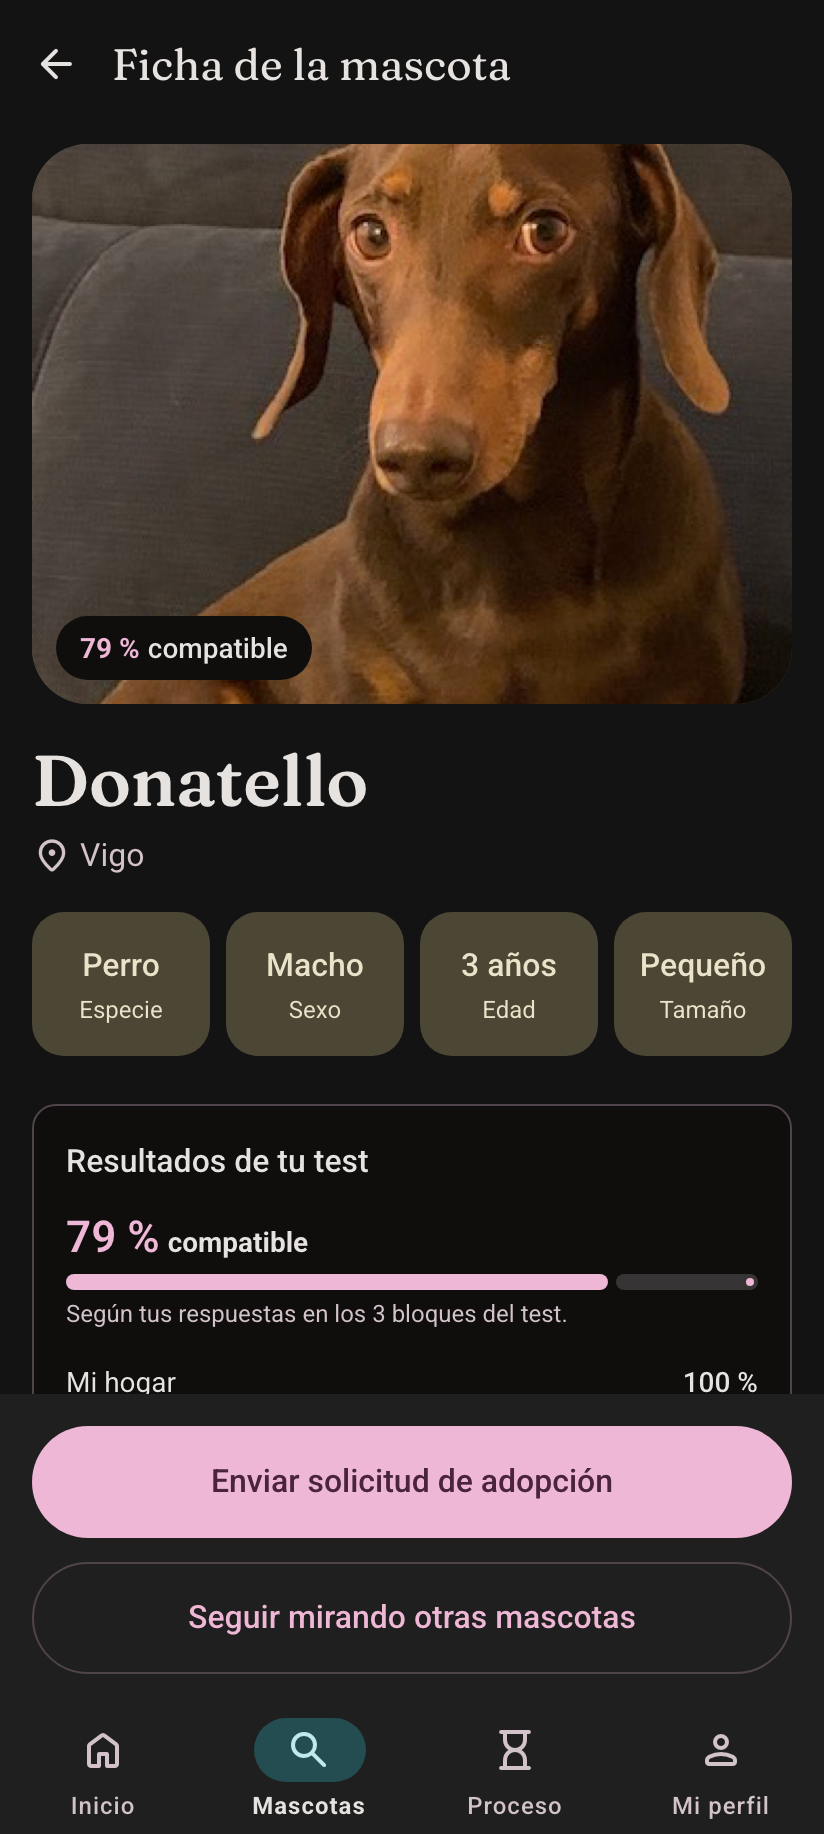 Ficha de la mascota
79 % compatible
Donatello
Vigo
Perro
Especie
Macho
Sexo
3 años
Edad
Pequeño
Tamaño
Resultados de tu test
79 % compatible
Según tus respuestas en los 3 bloques del test.
Mi hogar 100 %
Enviar solicitud de adopción
Seguir mirando otras mascotas
Inicio
Mascotas
Proceso
Mi perfil